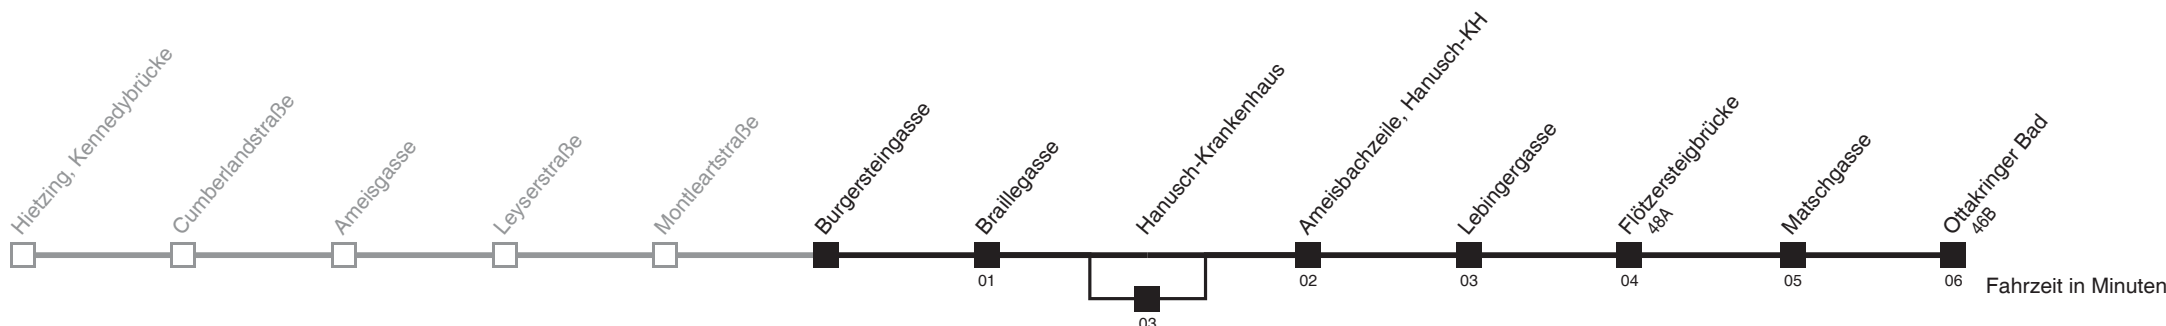 Hietzing, Kennedybrücke
Cumberlandstraße
Ameisgasse
Leyserstraße
Montleartstraße
Burgersteingasse
Braillegasse
Hanusch-Krankenhaus
Ameisbachzeile, Hanusch-KH
Lebingergasse
Flötzersteigbrücke
48A
Matschgasse
Ottakringer Bad
46B
01
02
03
04
05
06
Fahrzeit in Minuten
03